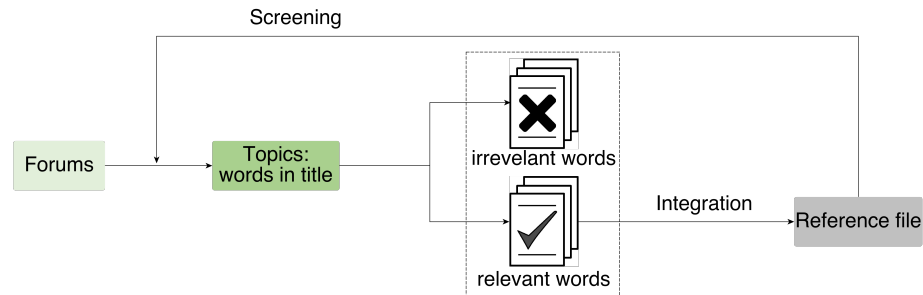 Screening
Forums
Topics:
words in title
irrevelant words
relevant words
Integration
Reference file